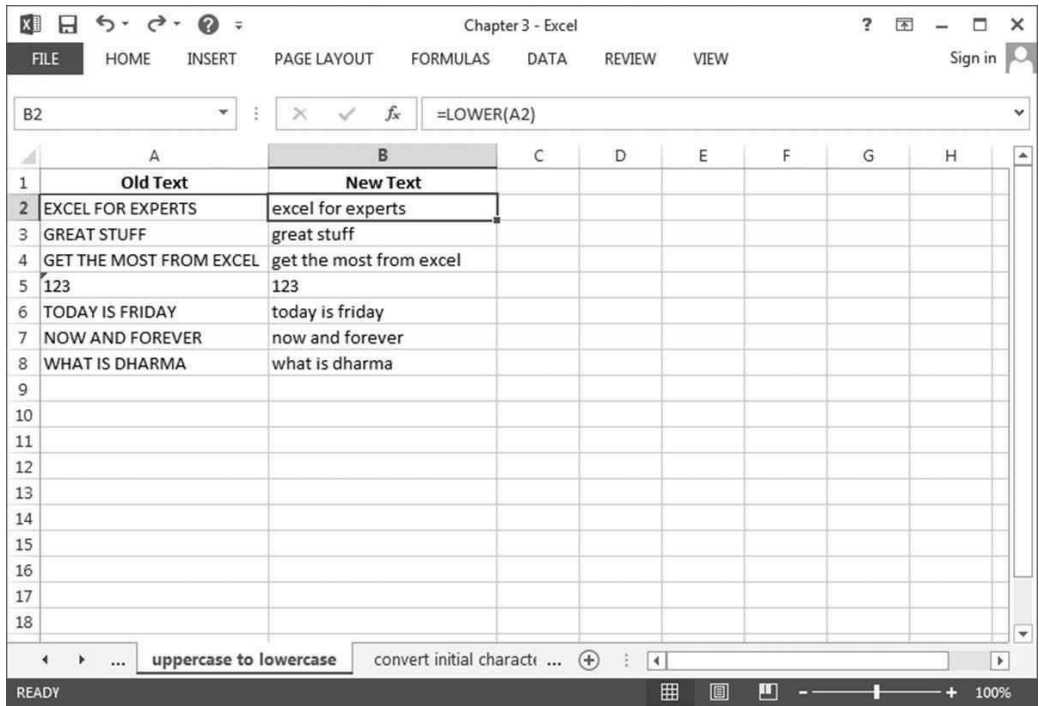 Chapter 3 - Excel
?
FILE HOME INSERT PAGE LAYOUT FORMULAS DATA REVIEW VIEW Sign in
B2 fx =LOWER(A2)
A B C D E F G H
1 Old Text New Text
2 EXCEL FOR EXPERTS excel for experts
3 GREAT STUFF great stuff
4 GET THE MOST FROM EXCEL get the most from excel
5 123 123
6 TODAY IS FRIDAY today is friday
7 NOW AND FOREVER now and forever
8 WHAT IS DHARMA what is dharma
9
10
11
12
13
14
15
16
17
18
... uppercase to lowercase convert initial characte ...
READY 100%